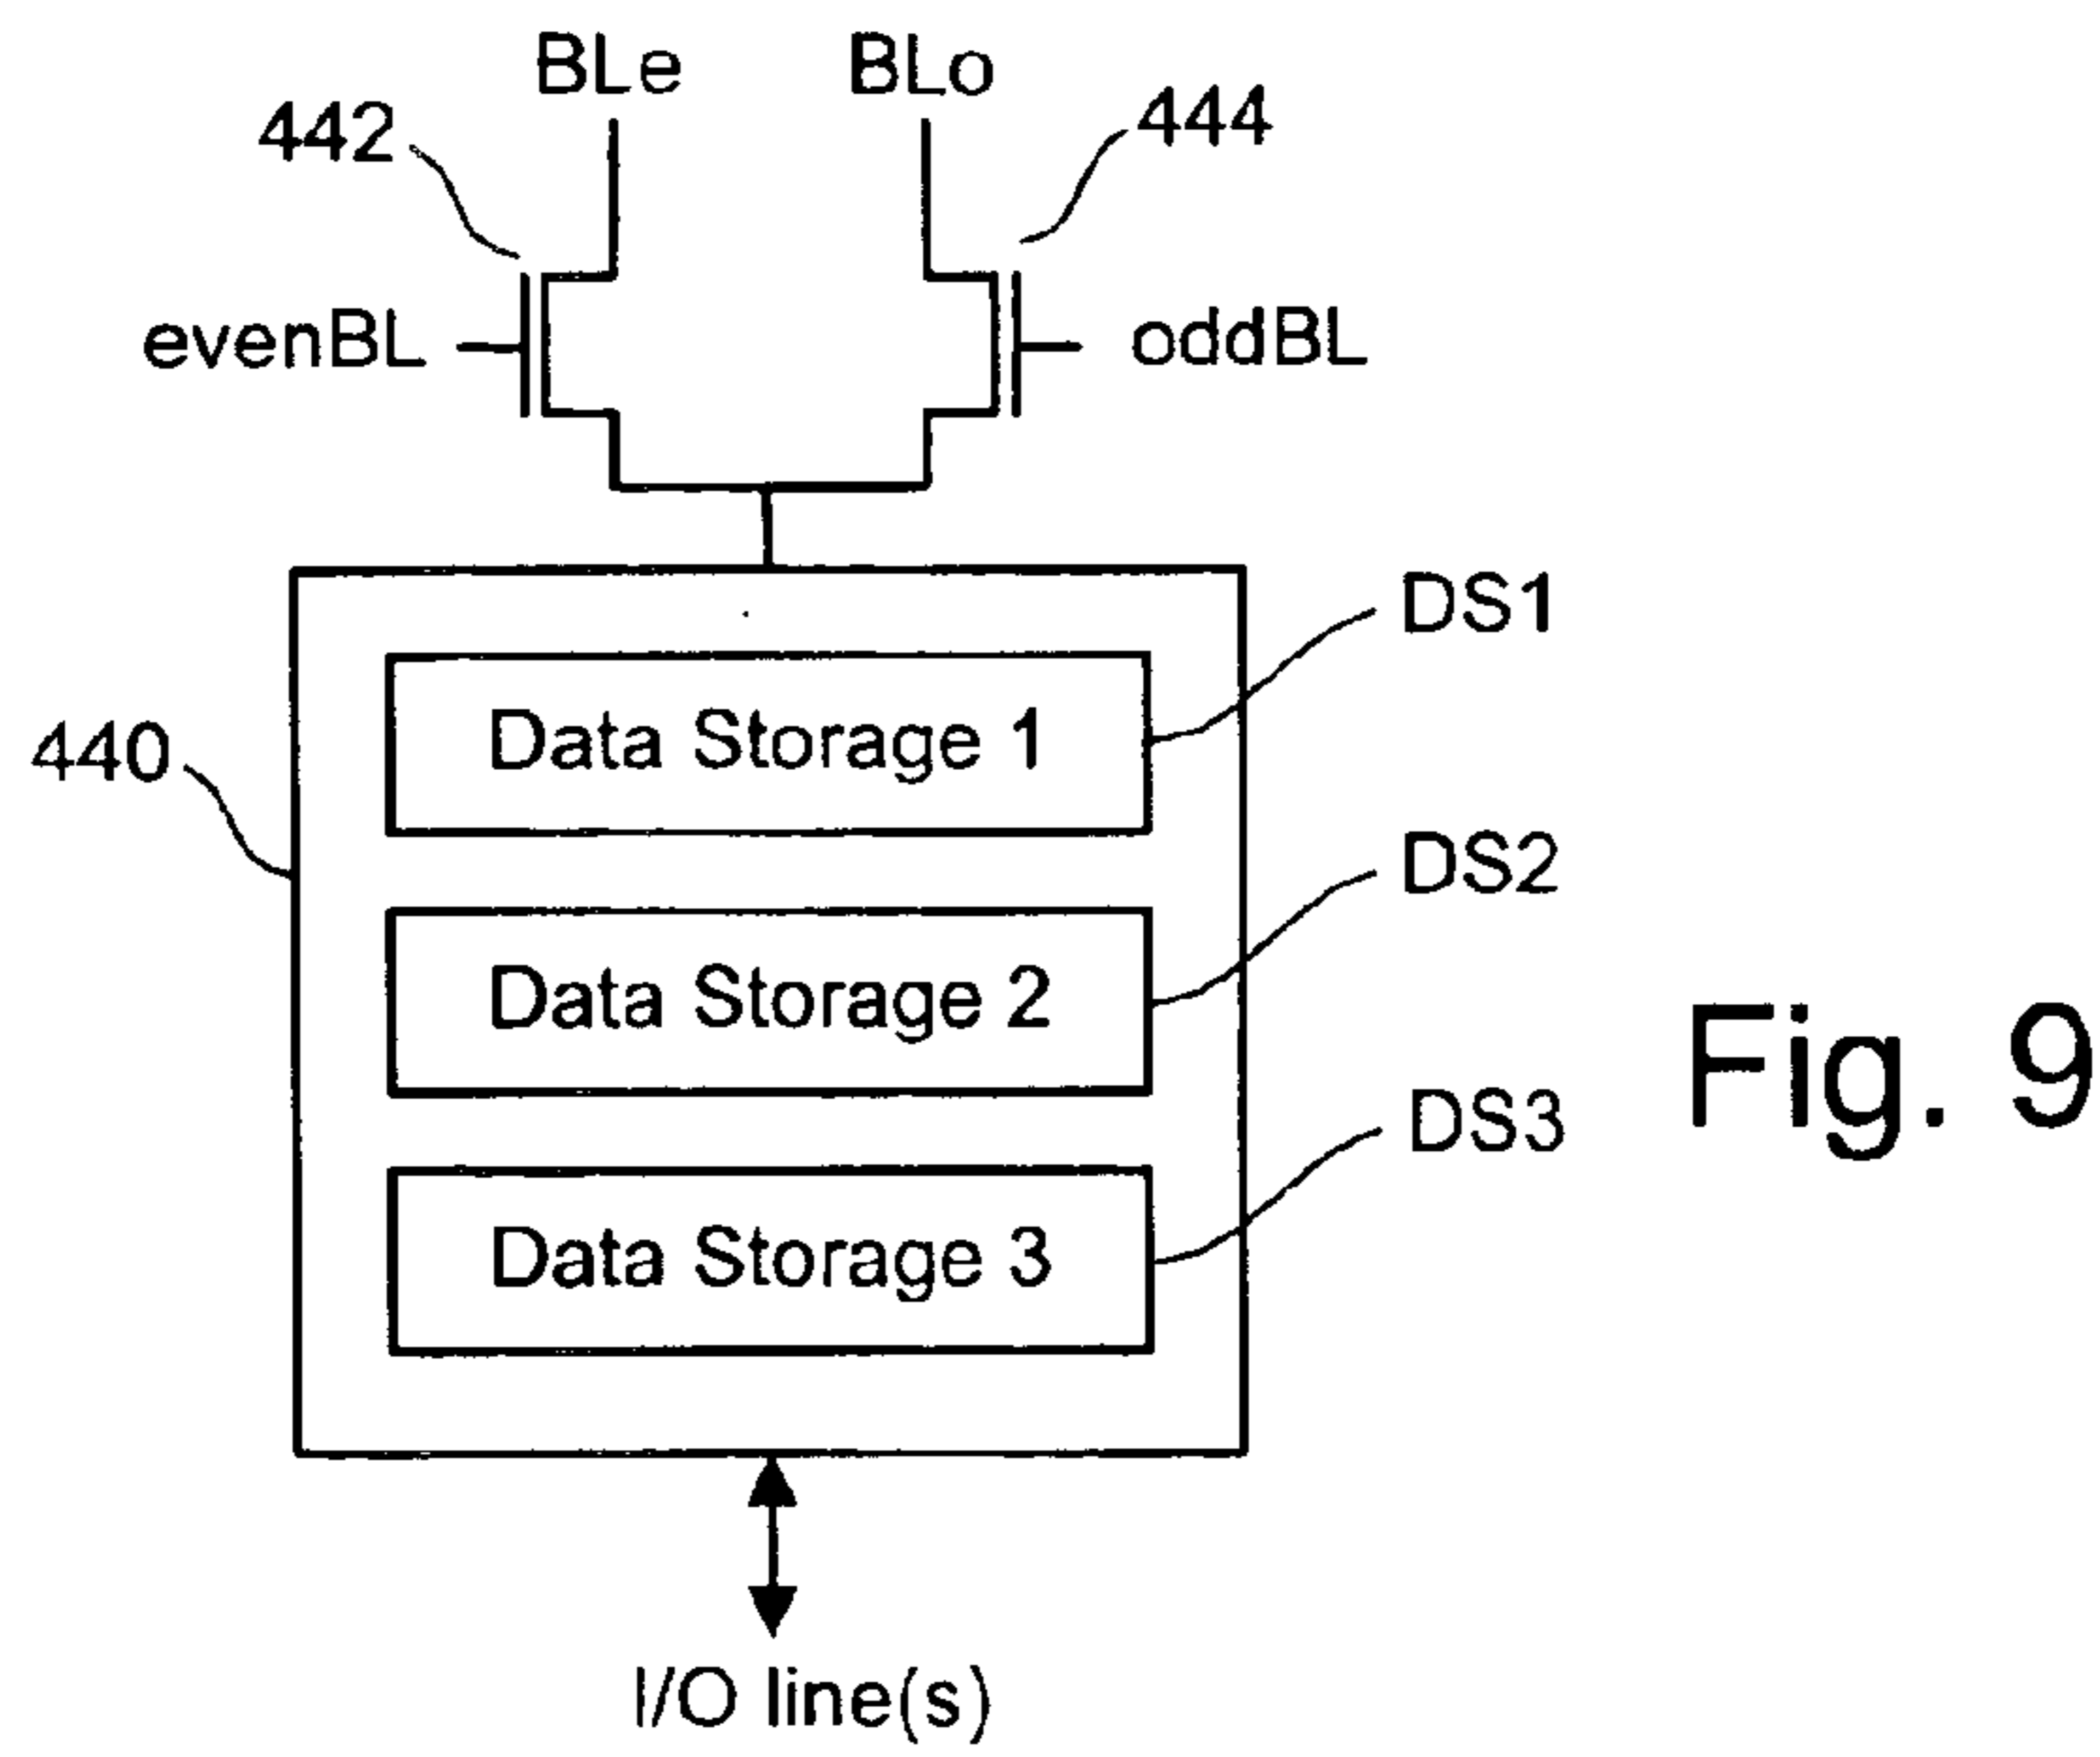 BLe
BLo
442
444
evenBL
oddBL
DS1
Data Storage 1
440
DS2
Data Storage 2
Fig. 9
DS3
Data Storage 3
I/O line(s)